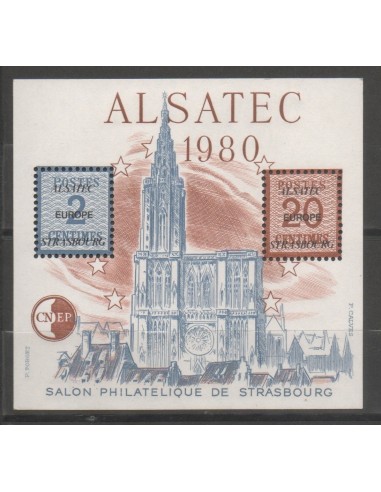 ALSATEC
1980
POSTES
ALSATEC
2
EUROPE
CENTIMES
STRASBOURG
POSTES
ALSATEC
20
EUROPE
CENTIMES
STRASBOURG
CNEP
SALON PHILATELIQUE DE STRASBOURG